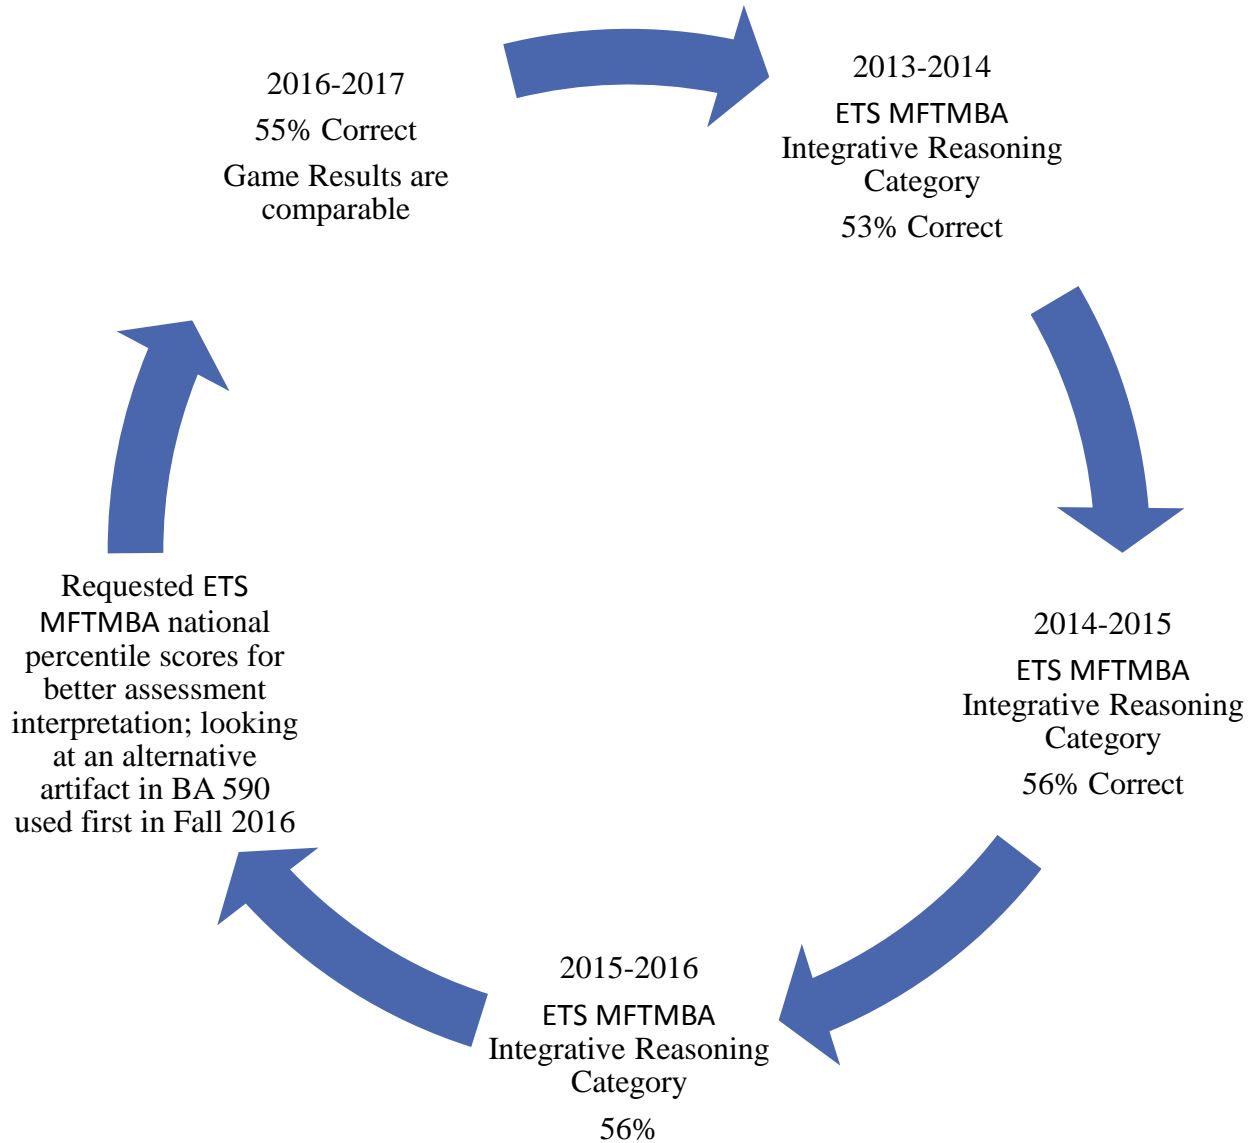 2016-2017
55% Correct
Game Results are
comparable
2013-2014
ETS MFTMBA
Integrative Reasoning
Category
53% Correct
2014-2015
ETS MFTMBA
Integrative Reasoning
Category
56% Correct
2015-2016
ETS MFTMBA
Integrative Reasoning
Category
56%
Requested ETS
MFTMBA national
percentile scores for
better assessment
interpretation; looking
at an alternative
artifact in BA 590
used first in Fall 2016